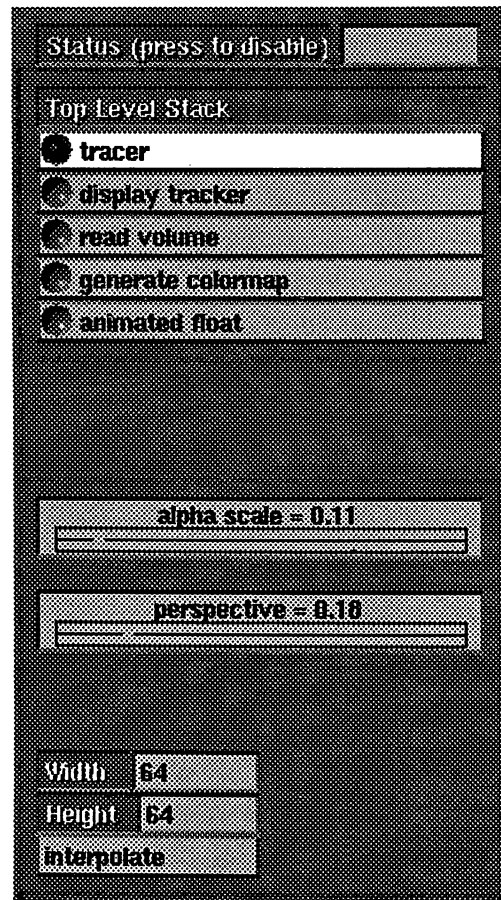 Status (press to disable)
Top Level Stack
tracer
display tracker
read volume
generate colormap
animated float
alpha scale = 0.11
perspective = 0.18
Width 64
Height 64
interpolate